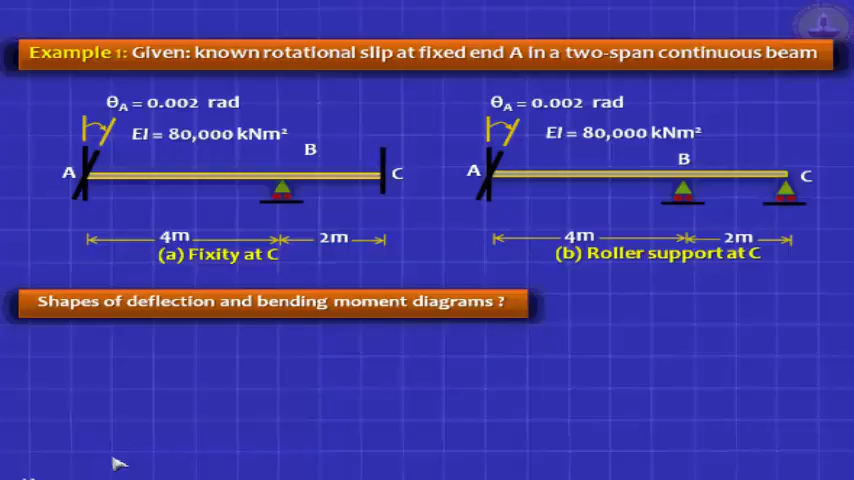 Example 1: Given: known rotational slip at fixed end A in a two-span continuous beam
θA = 0.002 rad
EI = 80,000 kNm²
B
A
C
4m
2m
(a) Fixity at C
θA = 0.002 rad
EI = 80,000 kNm²
B
A
C
4m
2m
(b) Roller support at C
Shapes of deflection and bending moment diagrams ?